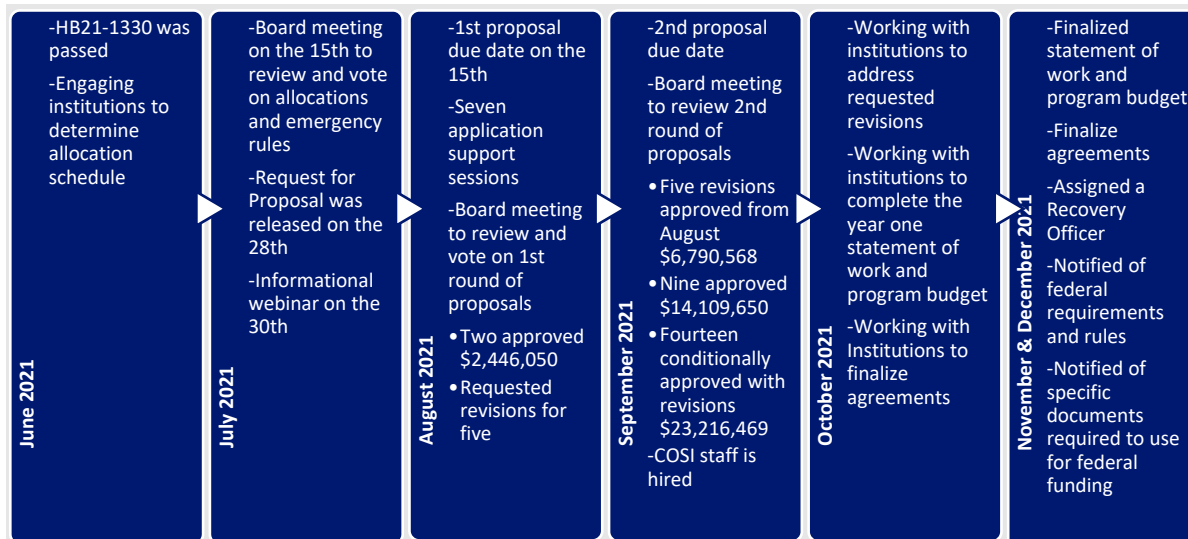 June 2021
-HB21-1330 was
passed
-Engaging
institutions to
determine
allocation
schedule
July 2021
-Board meeting
on the 15th to
review and vote
on allocations
and emergency
rules
-Request for
Proposal was
released on the
28th
-Informational
webinar on the
30th
August 2021
-1st proposal
due date on the
15th
-Seven
application
support
sessions
-Board meeting
to review and
vote on 1st
round of
proposals
•Two approved
$2,446,050
•Requested
revisions for
five
September 2021
-2nd proposal
due date
-Board meeting
to review 2nd
round of
proposals
•Five revisions
approved from
August
$6,790,568
•Nine approved
$14,109,650
•Fourteen
conditionally
approved with
revisions
$23,216,469
-COSI staff is
hired
October 2021
-Working with
institutions to
address
requested
revisions
-Working with
institutions to
complete the
year one
statement of
work and
program budget
-Working with
Institutions to
finalize
agreements
November & December 2021
-Finalized
statement of
work and
program budget
-Finalize
agreements
-Assigned a
Recovery
Officer
-Notified of
federal
requirements
and rules
-Notified of
specific
documents
required to use
for federal
funding